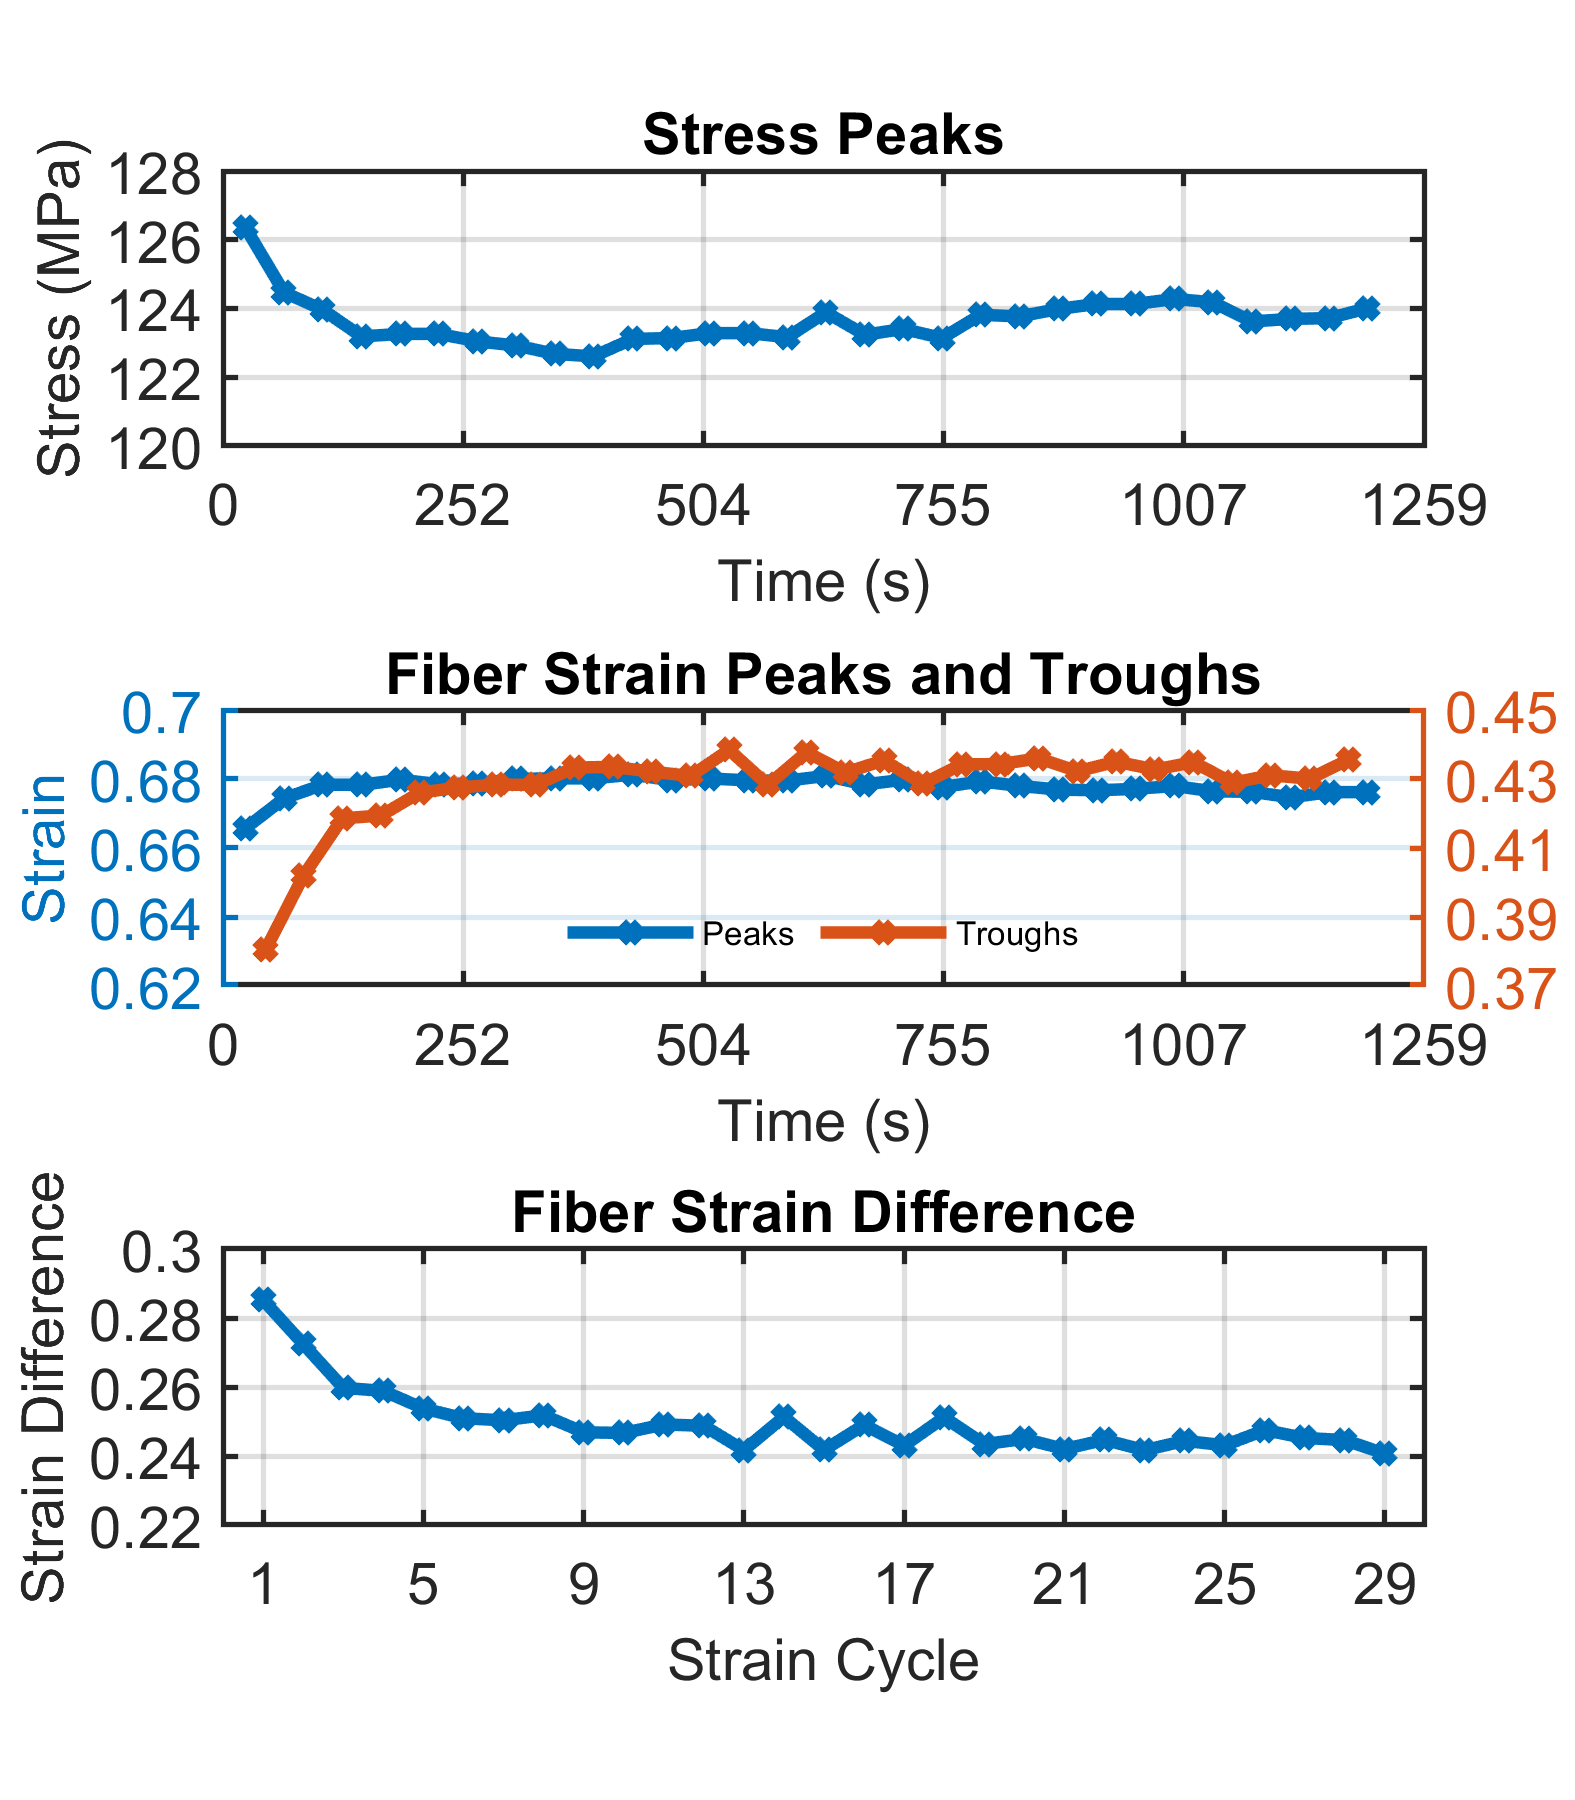 Stress Peaks
Stress (MPa)
128
126
124
122
120
0 252 504 755 1007 1259
Time (s)
Fiber Strain Peaks and Troughs
Strain
0.7
0.68
0.66
0.64
0.62
0.45
0.43
0.41
0.39
0.37
Peaks Troughs
0 252 504 755 1007 1259
Time (s)
Fiber Strain Difference
Strain Difference
0.3
0.28
0.26
0.24
0.22
1 5 9 13 17 21 25 29
Strain Cycle